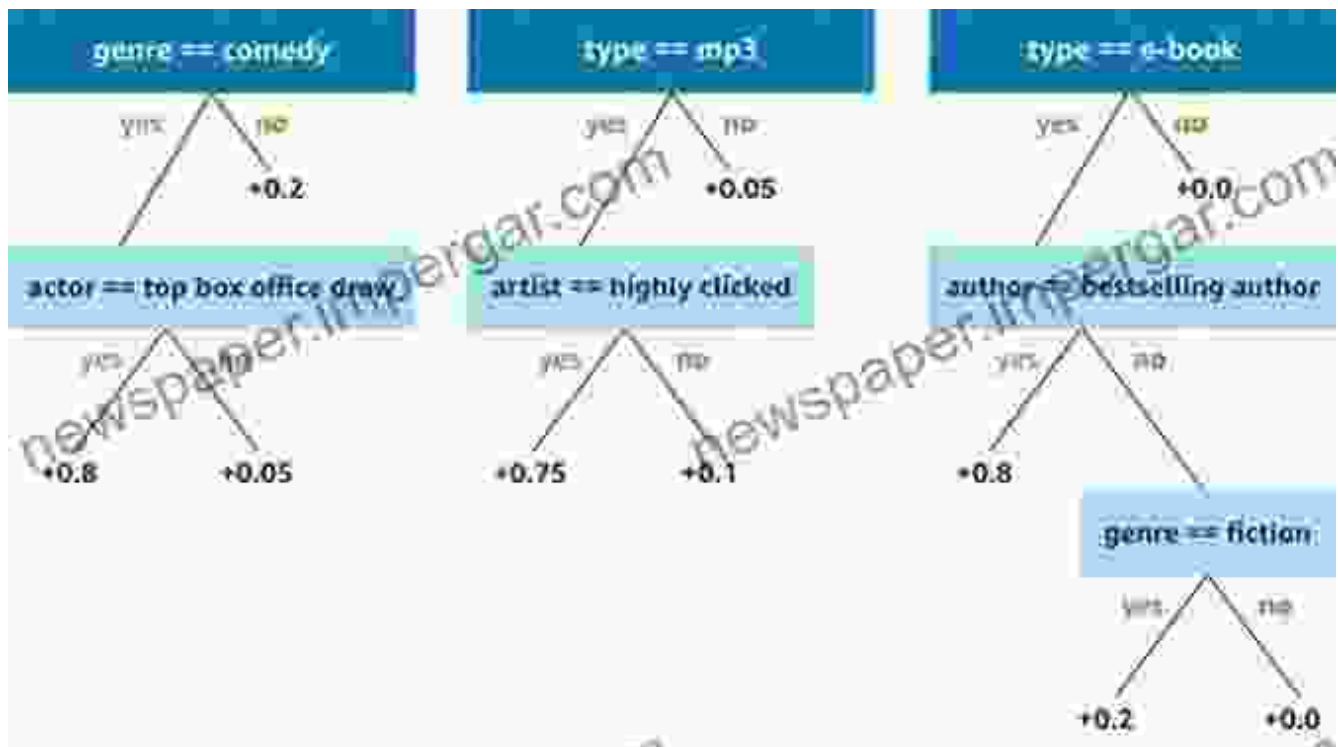 genre == comedy
type == mp3
type == e-book
yes
no
yes
no
yes
no
+0.2
+0.05
+0.0
actor == top box office draw
artist == highly clicked
author == bestselling author
yes
no
yes
no
yes
no
+0.8
+0.05
+0.75
+0.1
+0.8
genre == fiction
yes
no
+0.2
+0.0
newspaper.impergar.com
newspaper.impergar.com